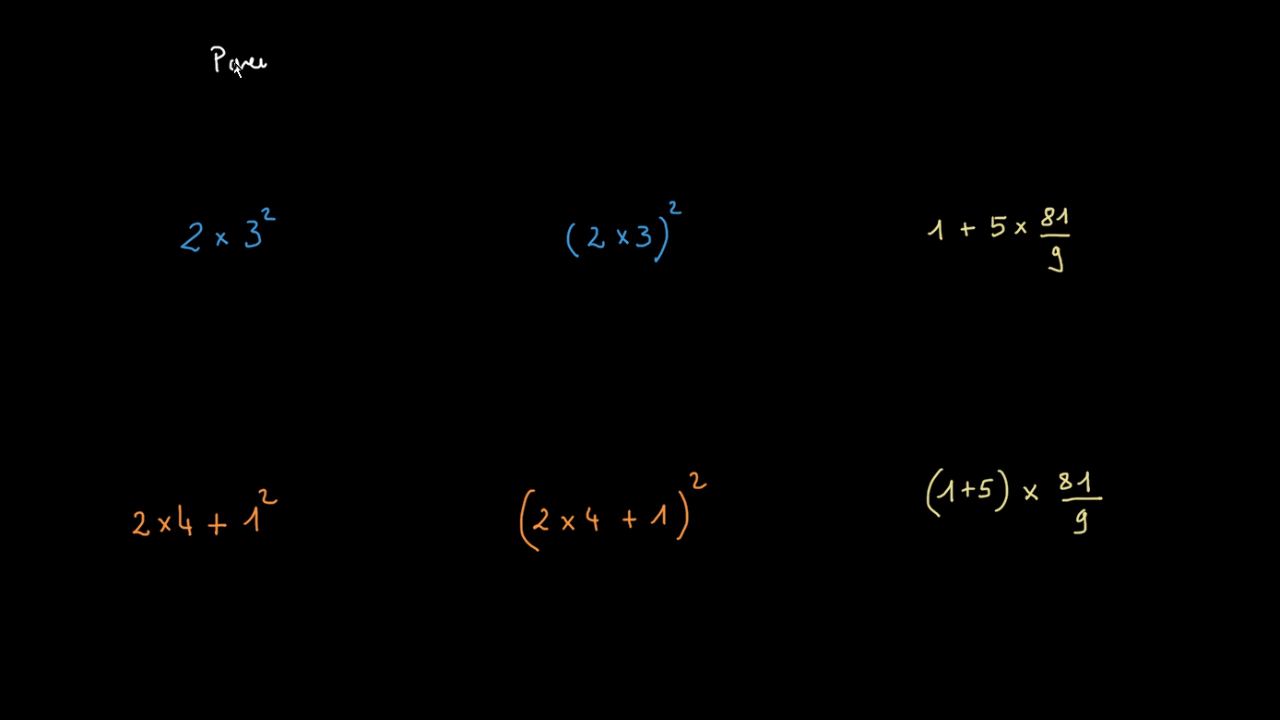 Paren
2 × 3²
(2 × 3)²
1 + 5 × 81/9
2 × 4 + 1²
(2 × 4 + 1)²
(1+5) × 81/9